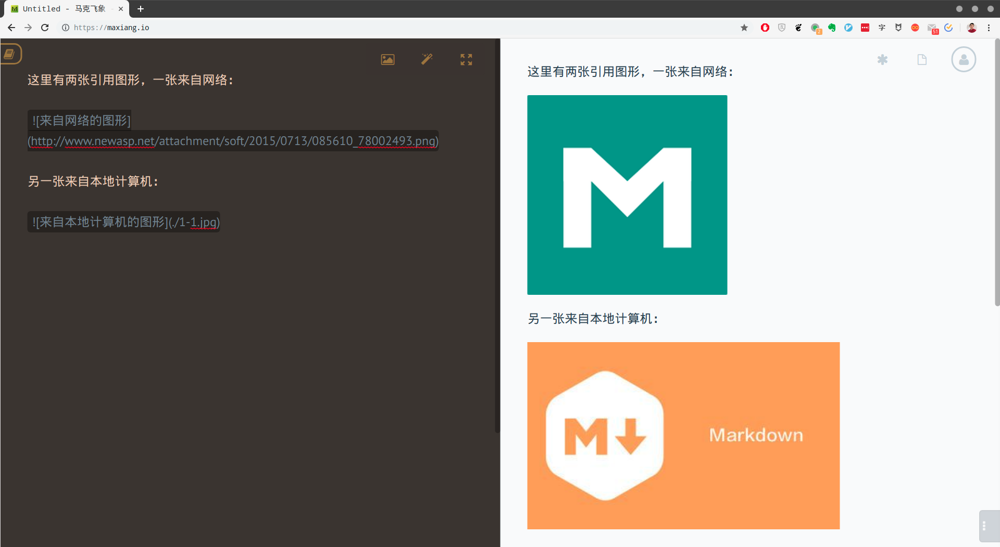 Untitled - 马克飞象 -
https://maxiang.io
2
字
51
这里有两张引用图形，一张来自网络：
![来自网络的图形]
(http://www.newasp.net/attachment/soft/2015/0713/085610_78002493.png)
另一张来自本地计算机：
![来自本地计算机的图形](./1-1.jpg)
这里有两张引用图形，一张来自网络：
M
另一张来自本地计算机：
M
Markdown